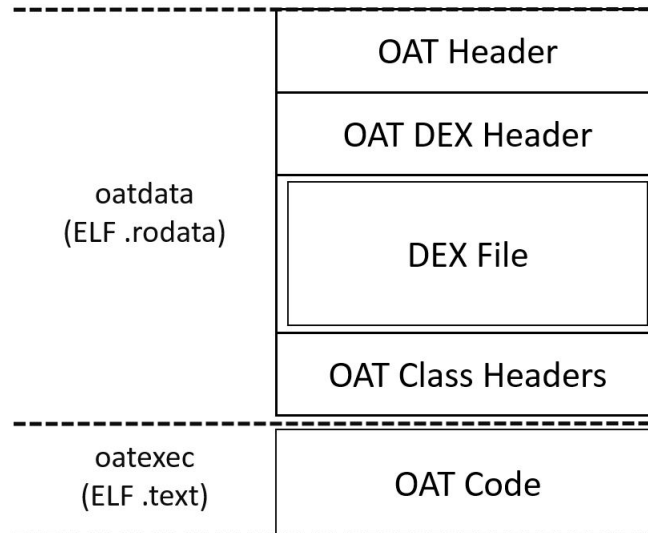 OAT Header
OAT DEX Header
oatdata
(ELF .rodata)
DEX File
OAT Class Headers
oatexec
(ELF .text)
OAT Code